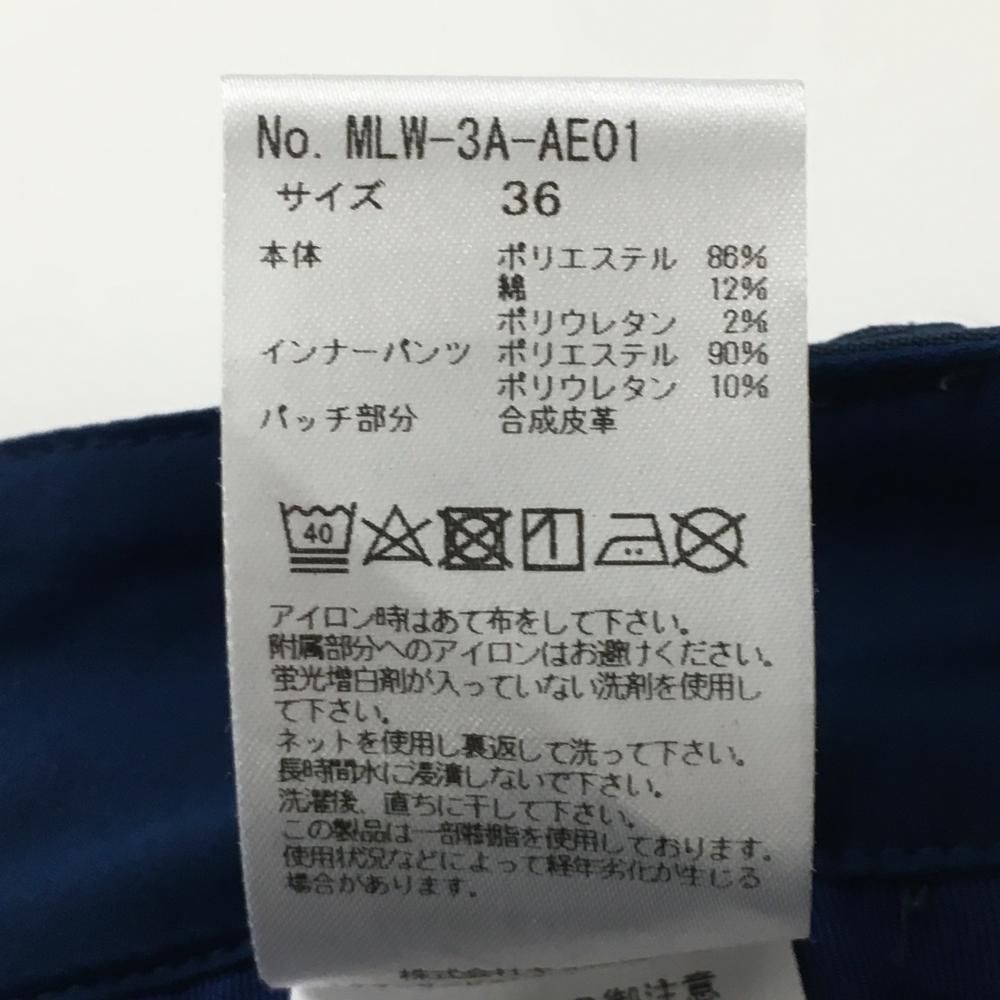 No. MLW-3A-AE01
サイズ 36
本体 ポリエステル 86%
綿 12%
ポリウレタン 2%
インナーパンツ ポリエステル 90%
ポリウレタン 10%
パッチ部分 合成皮革
40
アイロン時はあて布をして下さい。
附属部分へのアイロンはお避けください。
蛍光増白剤が入っていない洗剤を使用し
て下さい。
ネットを使用し裏返して洗って下さい。
長時間水に浸漬しないで下さい。
洗濯後、直ちに干して下さい。
この製品は一部樹脂を使用しております。
使用状況などによって経年劣化が生じる
場合があります。
株式会社
御注意